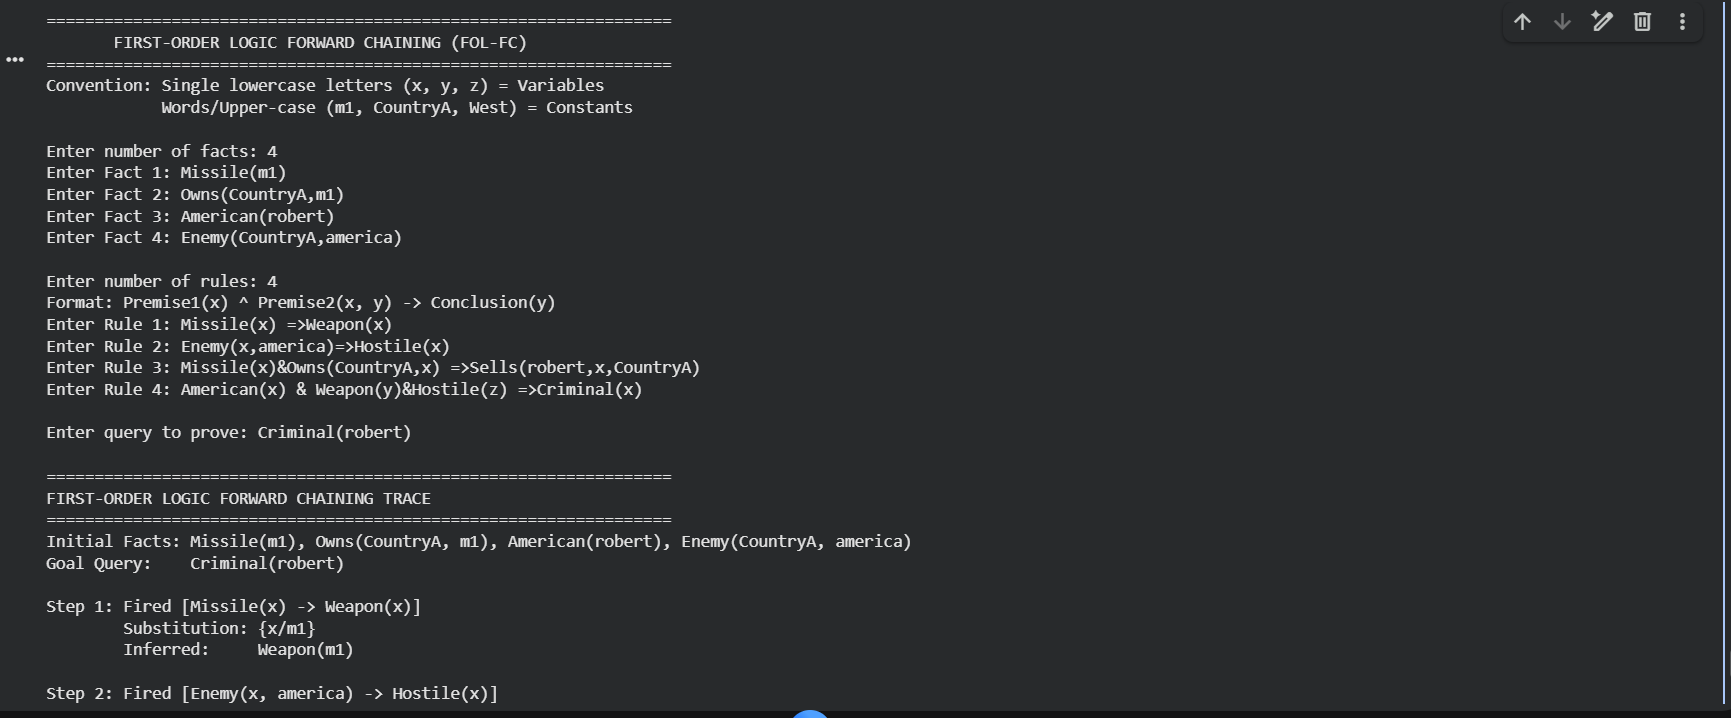 =================================================================
FIRST-ORDER LOGIC FORWARD CHAINING (FOL-FC)
=================================================================
Convention: Single lowercase letters (x, y, z) = Variables
Words/Upper-case (m1, CountryA, West) = Constants
Enter number of facts: 4
Enter Fact 1: Missile(m1)
Enter Fact 2: Owns(CountryA,m1)
Enter Fact 3: American(robert)
Enter Fact 4: Enemy(CountryA,america)
Enter number of rules: 4
Format: Premise1(x) ^ Premise2(x, y) -> Conclusion(y)
Enter Rule 1: Missile(x) =>Weapon(x)
Enter Rule 2: Enemy(x,america)=>Hostile(x)
Enter Rule 3: Missile(x)&Owns(CountryA,x) =>Sells(robert,x,CountryA)
Enter Rule 4: American(x) & Weapon(y)&Hostile(z) =>Criminal(x)
Enter query to prove: Criminal(robert)
=================================================================
FIRST-ORDER LOGIC FORWARD CHAINING TRACE
=================================================================
Initial Facts: Missile(m1), Owns(CountryA, m1), American(robert), Enemy(CountryA, america)
Goal Query: Criminal(robert)
Step 1: Fired [Missile(x) -> Weapon(x)]
Substitution: {x/m1}
Inferred: Weapon(m1)
Step 2: Fired [Enemy(x, america) -> Hostile(x)]